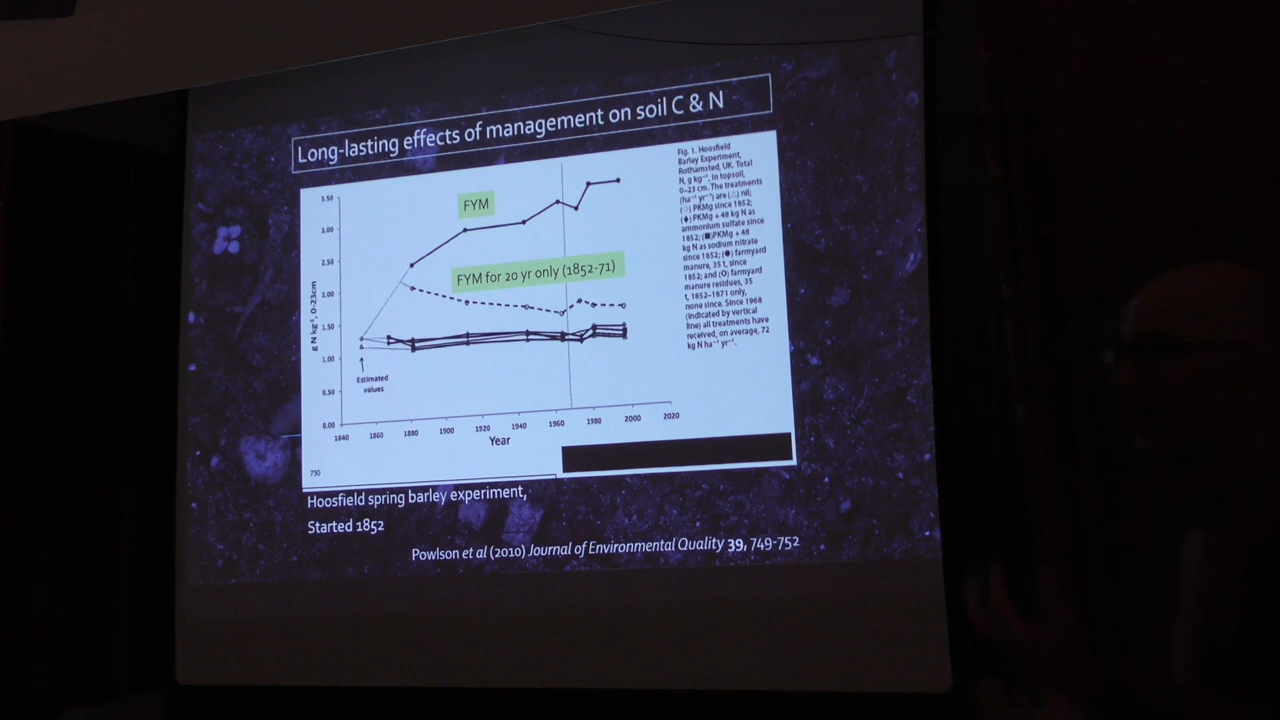 Long-lasting effects of management on soil C & N
Fig. 1. Hoosfield
Barley Experiment,
Rothamsted, UK. Total
N, g kg⁻¹, in topsoil,
0–23 cm. The treatments
(ha⁻¹ yr⁻¹) are (△) nil;
(◇) PKMg since 1852;
(♦) PKMg + 48 kg N as
ammonium sulfate since
1852; (■) PKMg + 48
kg N as sodium nitrate
since 1852; (●) farmyard
manure, 35 t, since
1852; and (O) farmyard
manure residues, 35
t, 1852–1871 only,
none since. Since 1968
(indicated by vertical
line) all treatments have
received, on average, 72
kg N ha⁻¹ yr⁻¹.
FYM
FYM for 20 yr only (1852-71)
g N kg⁻¹, 0-23cm
3.50
3.00
2.50
2.00
1.50
1.00
0.50
0.00
Estimated
values
1840 1860 1880 1900 1920 1940 1960 1980 2000 2020
Year
750
Hoosfield spring barley experiment,
Started 1852
Powlson et al (2010) Journal of Environmental Quality 39, 749-752